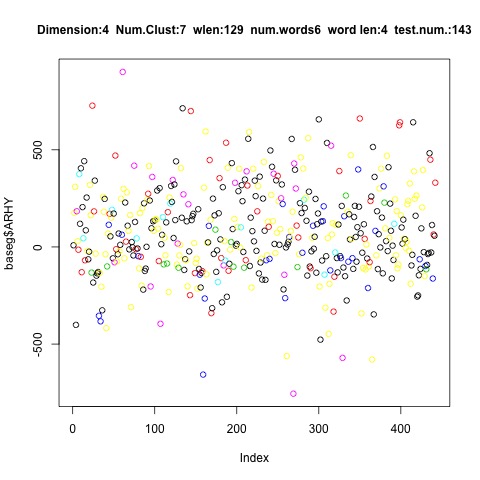 Dimension:4 Num.Clust:7 wlen:129 num.words6 word len:4 test.num.:143
baseg$ARHY
500
0
-500
0 100 200 300 400
Index